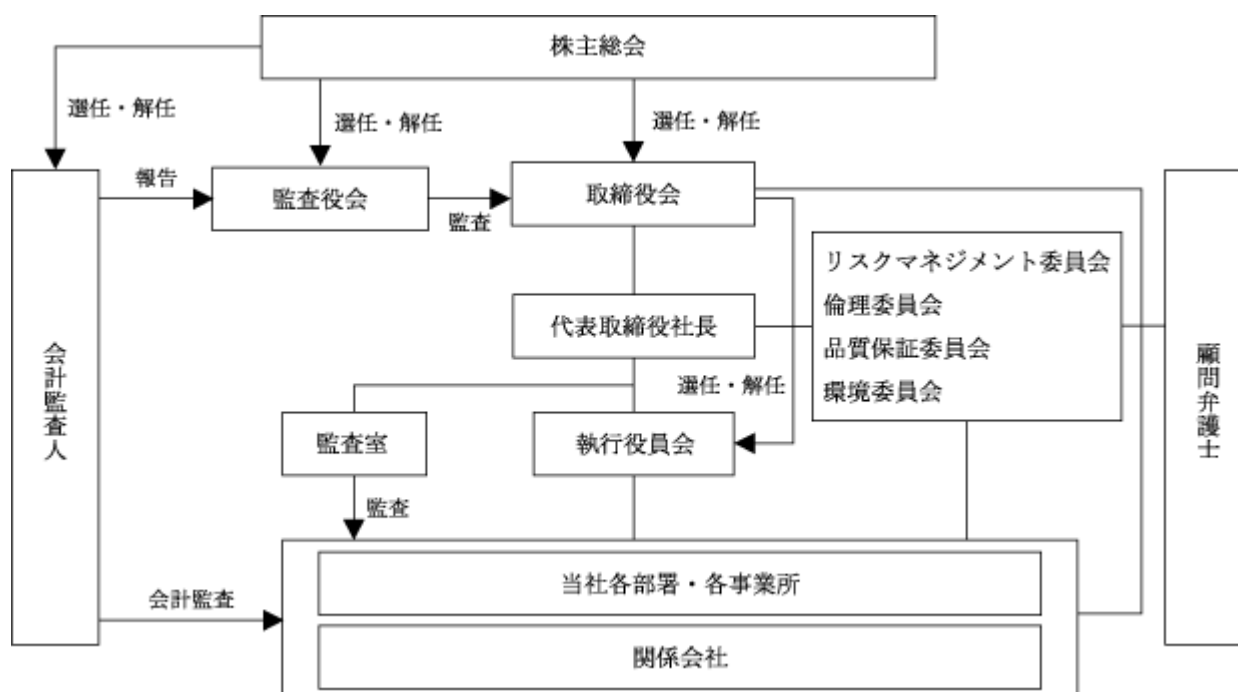 株主総会
選任・解任
選任・解任
選任・解任
報告
監査役会
監査
取締役会
リスクマネジメント委員会
倫理委員会
品質保証委員会
環境委員会
代表取締役社長
選任・解任
会計監査人
顧問弁護士
監査室
執行役員会
監査
当社各部署・各事業所
会計監査
関係会社